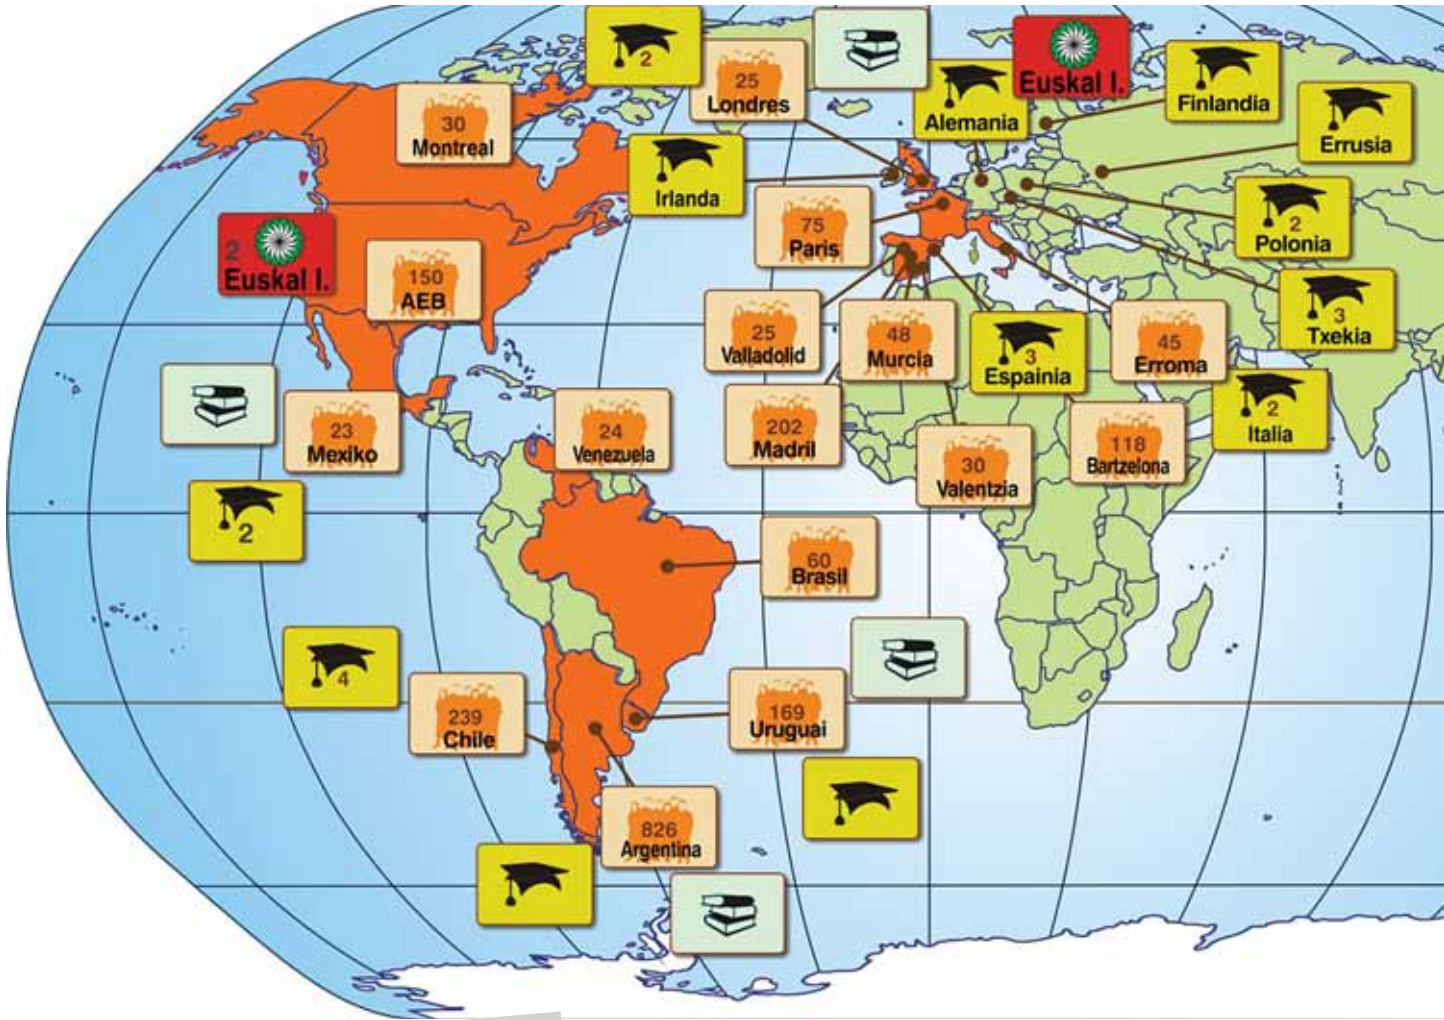 2
25
Londres
Euskal I.
Finlandia
Alemania
30
Montreal
Errusia
Irlanda
75
Paris
2
Polonia
2
Euskal I.
150
AEB
3
Txekia
25
Valladolid
48
Murcia
3
Espainia
45
Erroma
23
Mexiko
24
Venezuela
202
Madril
30
Valentzia
118
Bartzelona
2
Italia
2
60
Brasil
4
239
Chile
169
Uruguai
826
Argentina